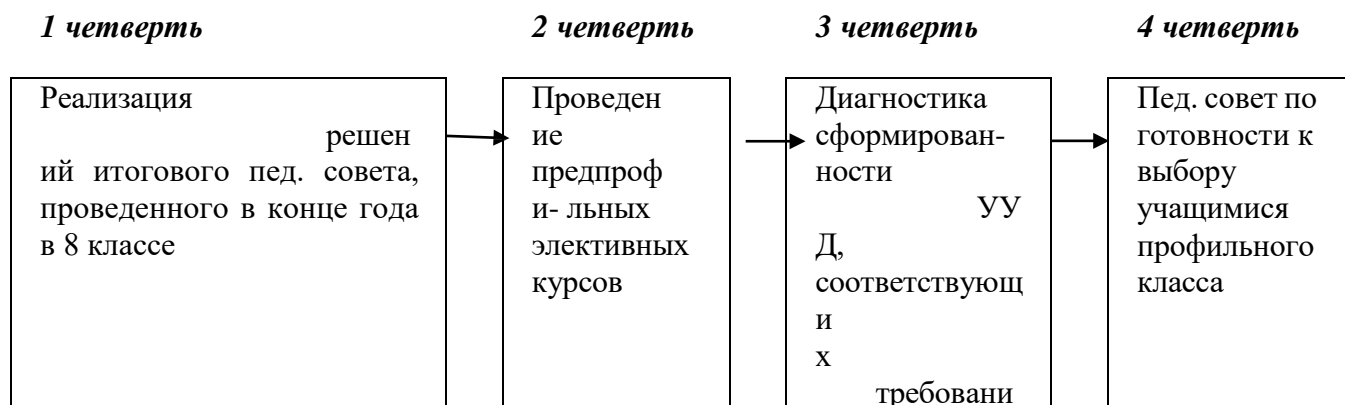 1 четверть
2 четверть
3 четверть
4 четверть
Реализация
решен
ий итогового пед. совета,
проведенного в конце года
в 8 классе
Проведен
ие
предпроф
и- льных
элективных
курсов
Диагностика
сформирован-
ности
УУ
Д,
соответствующ
и
х
требовани
Пед. совет по
готовности к
выбору
учащимися
профильного
класса